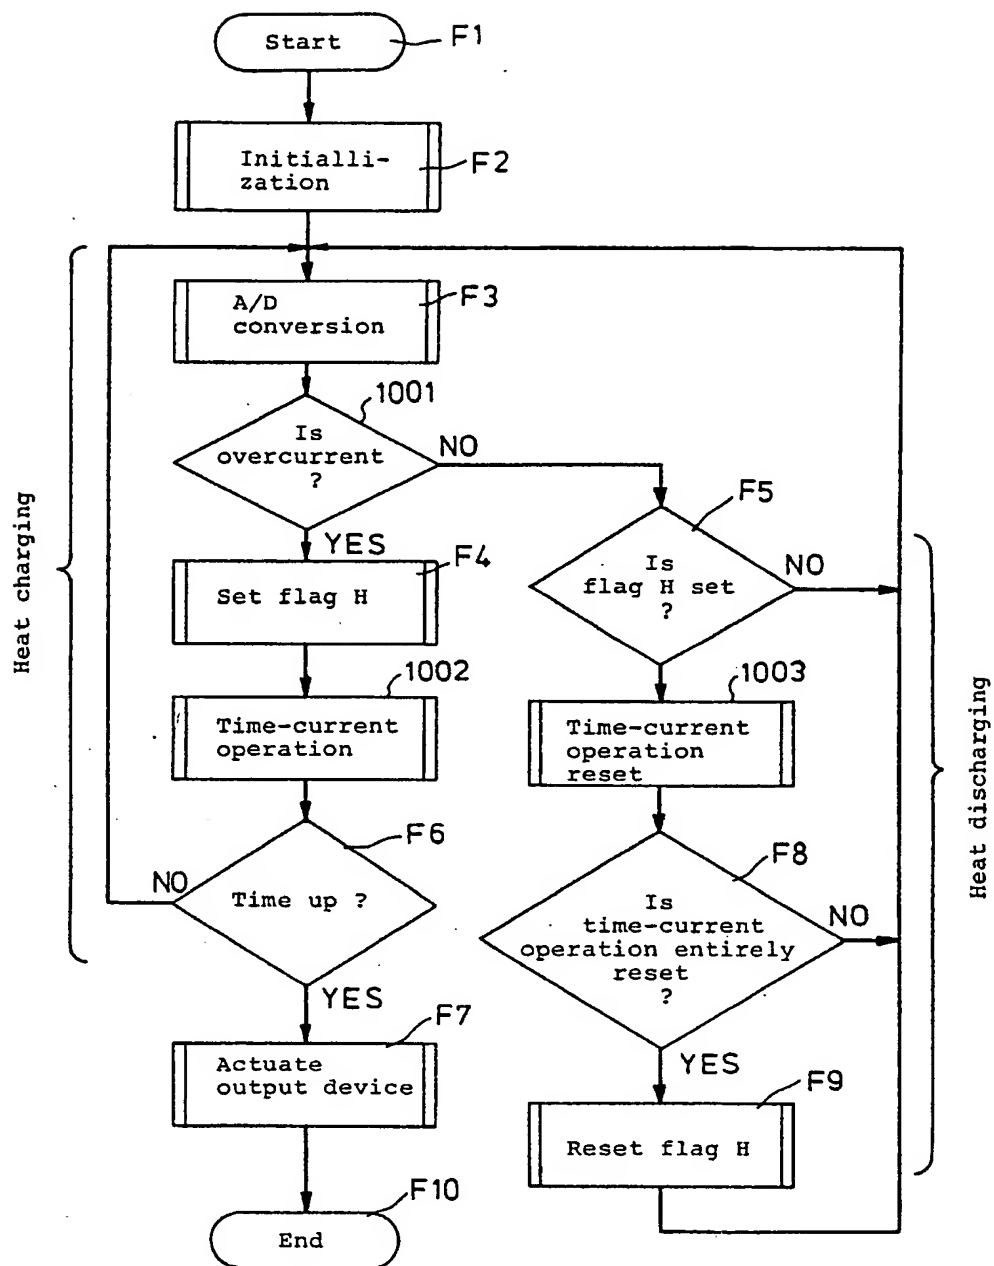 Start
F1
Initialli-
zation
F2
A/D
conversion
F3
1001
Is
overcurrent
?
NO
YES
F4
Set flag H
F5
Is
flag H set
?
NO
1002
Time-current
operation
1003
Time-current
operation
reset
F6
Time up ?
NO
YES
F8
Is
time-current
operation entirely
reset
?
NO
YES
F7
Actuate
output device
F9
Reset flag H
F10
End
Heat charging
Heat discharging